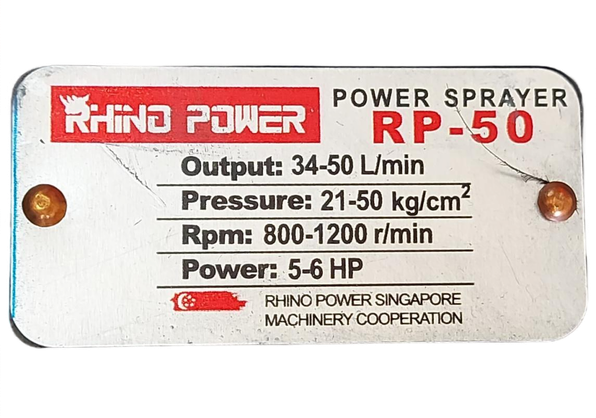 RHINO POWER
POWER SPRAYER
RP-50
Output: 34-50 L/min
Pressure: 21-50 kg/cm²
Rpm: 800-1200 r/min
Power: 5-6 HP
RHINO POWER SINGAPORE
MACHINERY COOPERATION